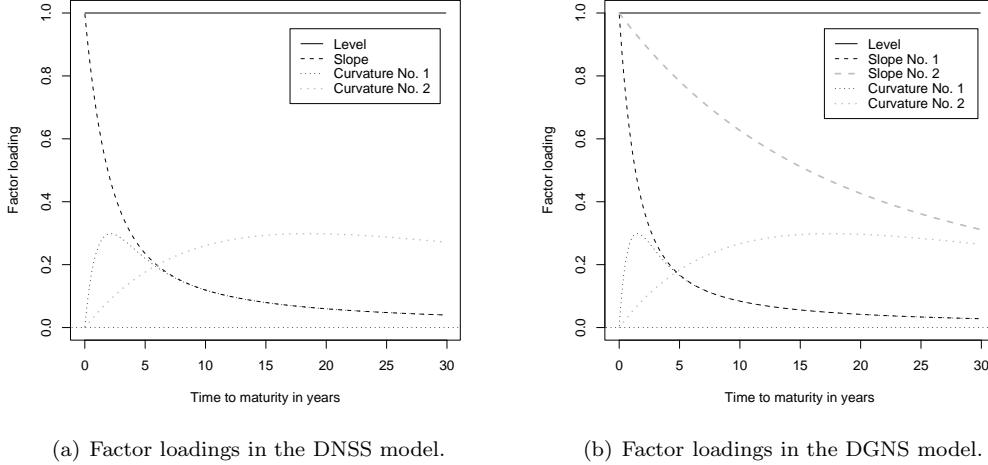 Factor loading
0.0
0.2
0.4
0.6
0.8
1.0
Level
Slope
Curvature No. 1
Curvature No. 2
0 5 10 15 20 25 30
Time to maturity in years
(a) Factor loadings in the DNSS model.
Factor loading
0.0
0.2
0.4
0.6
0.8
1.0
Level
Slope No. 1
Slope No. 2
Curvature No. 1
Curvature No. 2
0 5 10 15 20 25 30
Time to maturity in years
(b) Factor loadings in the DGNS model.